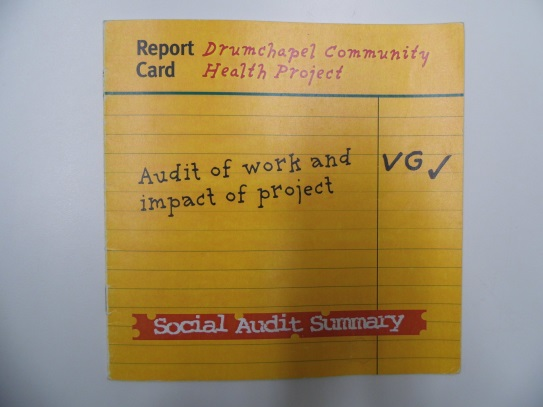 Report Drumchapel Community
Card Health Project
Audit of work and VG✓
impact of project
Social Audit Summary